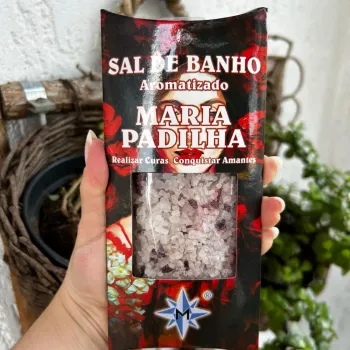 SAL DE BANHO
Aromatizado
MARIA
PADILHA
Realizar Curas Conquistar Amantes
M ®